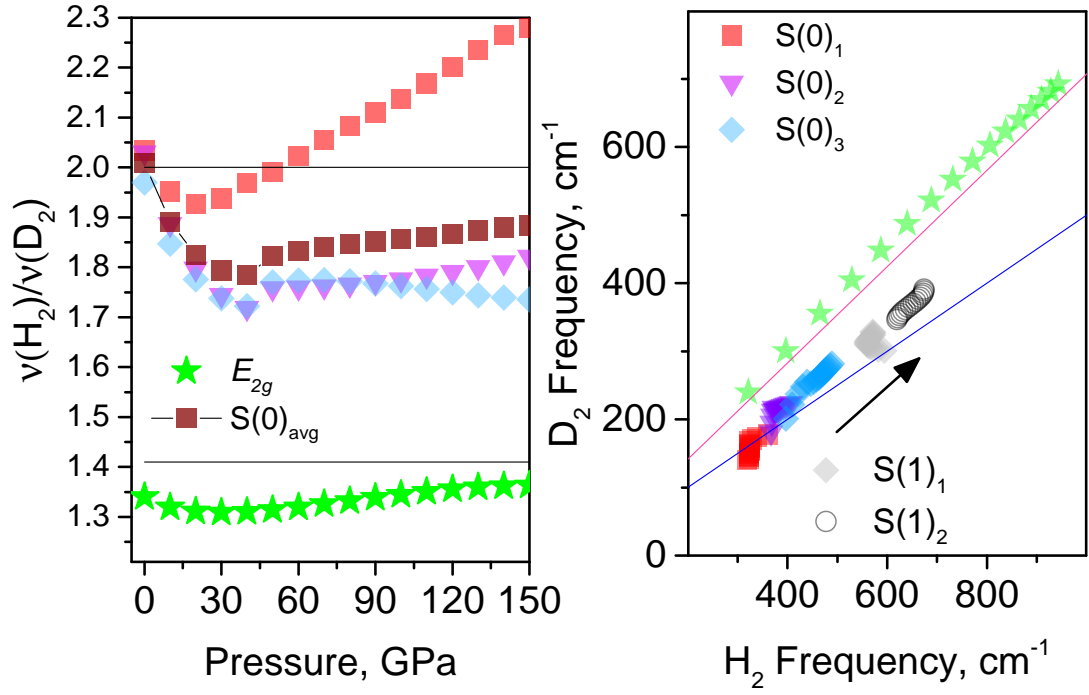 ν(H₂)/ν(D₂)
2.3
2.2
2.1
2.0
1.9
1.8
1.7
1.6
1.5
1.4
1.3
E₂g
S(0)avg
0 30 60 90 120 150
Pressure, GPa
D₂ Frequency, cm⁻¹
600
400
200
0
S(0)₁
S(0)₂
S(0)₃
S(1)₁
S(1)₂
400 600 800
H₂ Frequency, cm⁻¹